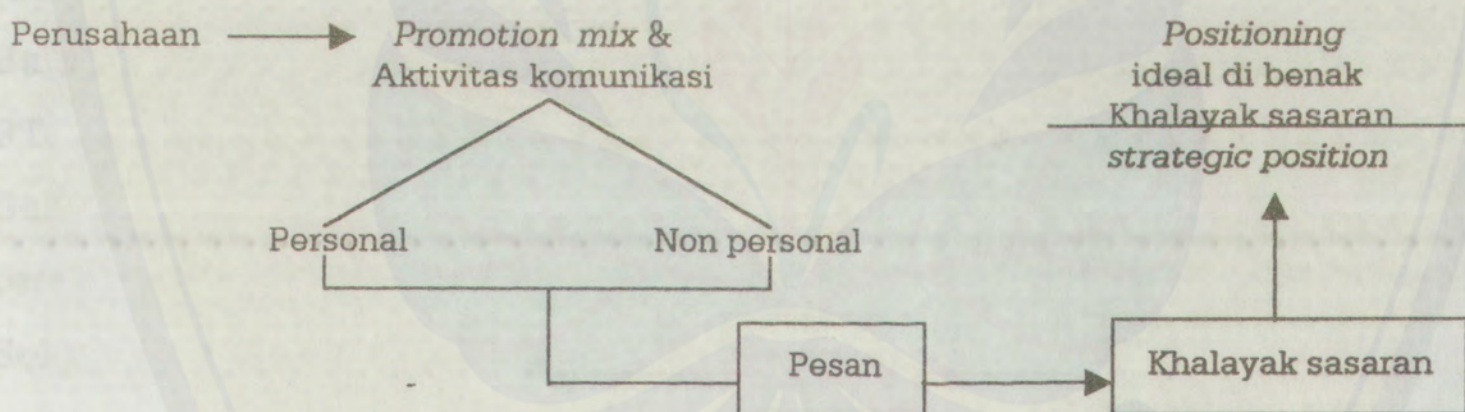 Perusahaan
Promotion mix &
Aktivitas komunikasi
Positioning
ideal di benak
Khalayak sasaran
strategic position
Personal
Non personal
Pesan
Khalayak sasaran